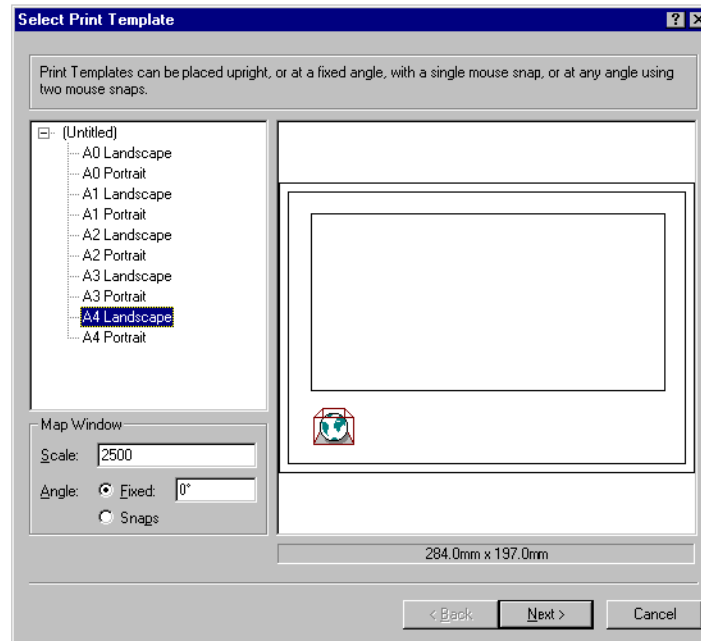 Select Print Template
Print Templates can be placed upright, or at a fixed angle, with a single mouse snap, or at any angle using
two mouse snaps.
(Untitled)
A0 Landscape
A0 Portrait
A1 Landscape
A1 Portrait
A2 Landscape
A2 Portrait
A3 Landscape
A3 Portrait
A4 Landscape
A4 Portrait
Map Window
Scale: 2500
Angle: Fixed: 0°
Snaps
284.0mm x 197.0mm
< Back Next > Cancel